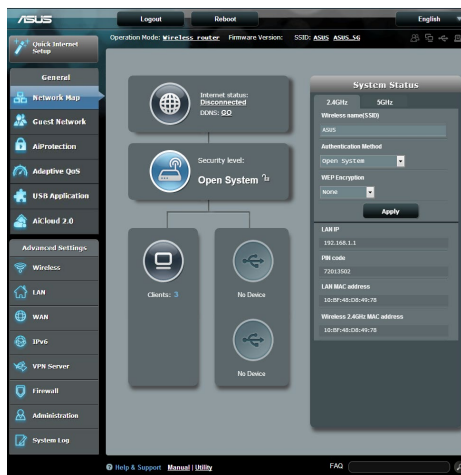 ASUS
Logout
Reboot
English
Quick Internet Setup
Operation Mode: Wireless router Firmware Version: SSID: ASUS ASUS_5G
General
Network Map
Guest Network
AiProtection
Adaptive QoS
USB Application
AiCloud 2.0
Advanced Settings
Wireless
LAN
WAN
IPv6
VPN Server
Firewall
Administration
System Log
Internet status:
Disconnected
DDNS: GO
Security level:
Open System
Clients: 3
No Device
No Device
System Status
2.4GHz 5GHz
Wireless name(SSID)
ASUS
Authentication Method
Open System
WEP Encryption
None
Apply
LAN IP
192.168.1.1
PIN code
72013502
LAN MAC address
10:BF:48:D8:49:78
Wireless 2.4GHz MAC address
10:BF:48:D8:49:78
Help & Support Manual | Utility FAQ